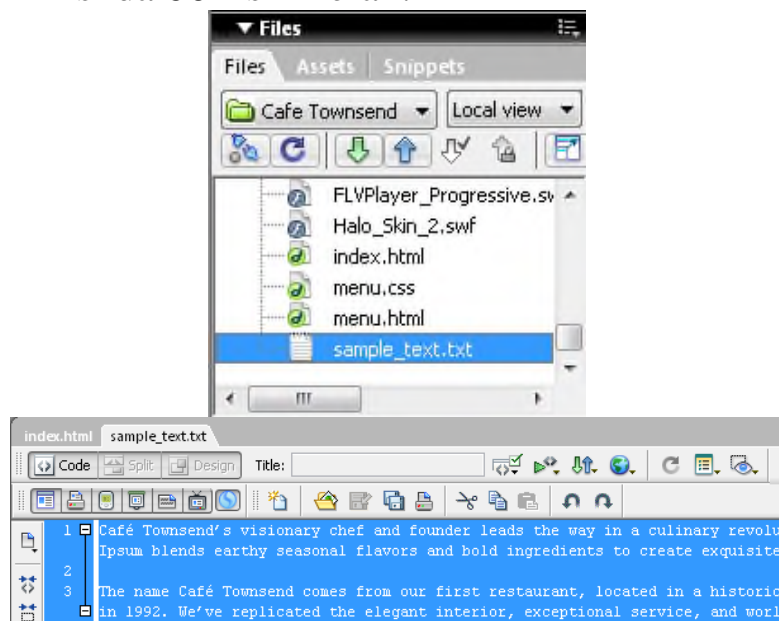 Files
Files Assets Snippets
Cafe Townsend Local view
FLVPlayer_Progressive.sw
Halo_Skin_2.swf
index.html
menu.css
menu.html
sample_text.txt
index.html sample_text.txt
Code Split Design Title:
1 Café Townsend's visionary chef and founder leads the way in a culinary revolu
Ipsum blends earthy seasonal flavors and bold ingredients to create exquisite
2
3 The name Café Townsend comes from our first restaurant, located in a historic
in 1992. We've replicated the elegant interior, exceptional service, and worl